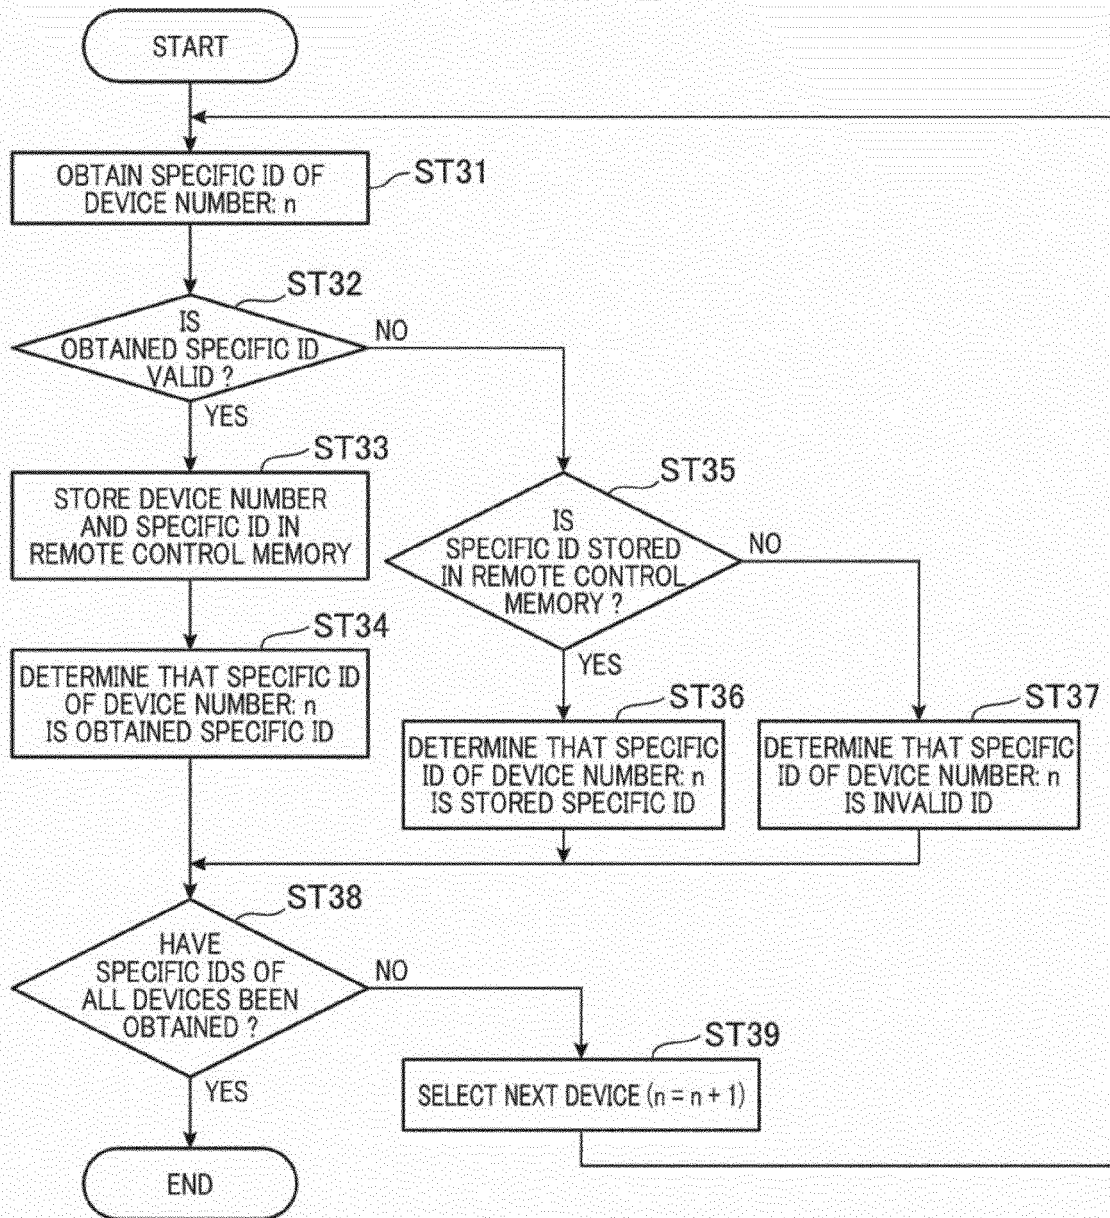 START
OBTAIN SPECIFIC ID OF
DEVICE NUMBER: n
ST31
ST32
IS
OBTAINED SPECIFIC ID
VALID ?
NO
YES
ST33
STORE DEVICE NUMBER
AND SPECIFIC ID IN
REMOTE CONTROL MEMORY
ST35
IS
SPECIFIC ID STORED
IN REMOTE CONTROL
MEMORY ?
NO
YES
ST34
DETERMINE THAT SPECIFIC ID
OF DEVICE NUMBER: n
IS OBTAINED SPECIFIC ID
ST36
DETERMINE THAT SPECIFIC
ID OF DEVICE NUMBER: n
IS STORED SPECIFIC ID
ST37
DETERMINE THAT SPECIFIC
ID OF DEVICE NUMBER: n
IS INVALID ID
ST38
HAVE
SPECIFIC IDS OF
ALL DEVICES BEEN
OBTAINED ?
NO
YES
ST39
SELECT NEXT DEVICE (n = n + 1)
END